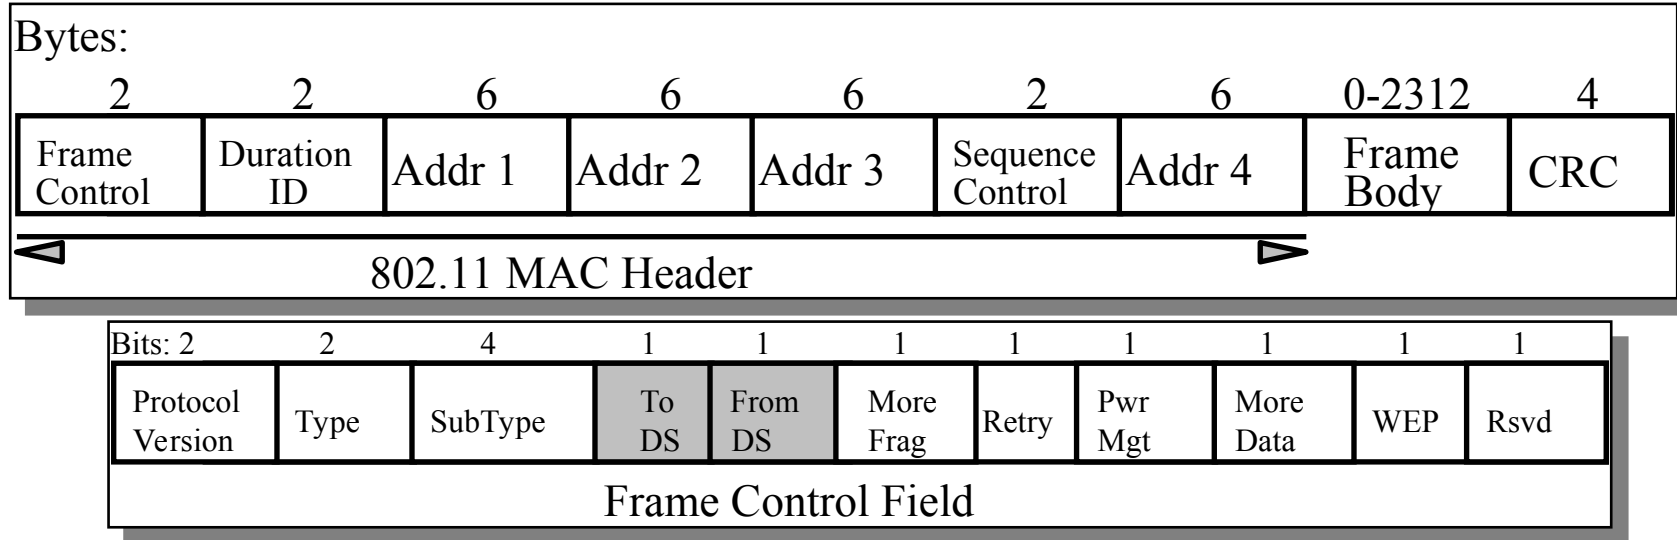 Bytes:
2 2 6 6 6 2 6 0-2312 4
Frame Control Duration ID Addr 1 Addr 2 Addr 3 Sequence Control Addr 4 Frame Body CRC
802.11 MAC Header
Bits: 2 2 4 1 1 1 1 1 1 1 1
Protocol Version Type SubType To DS From DS More Frag Retry Pwr Mgt More Data WEP Rsvd
Frame Control Field